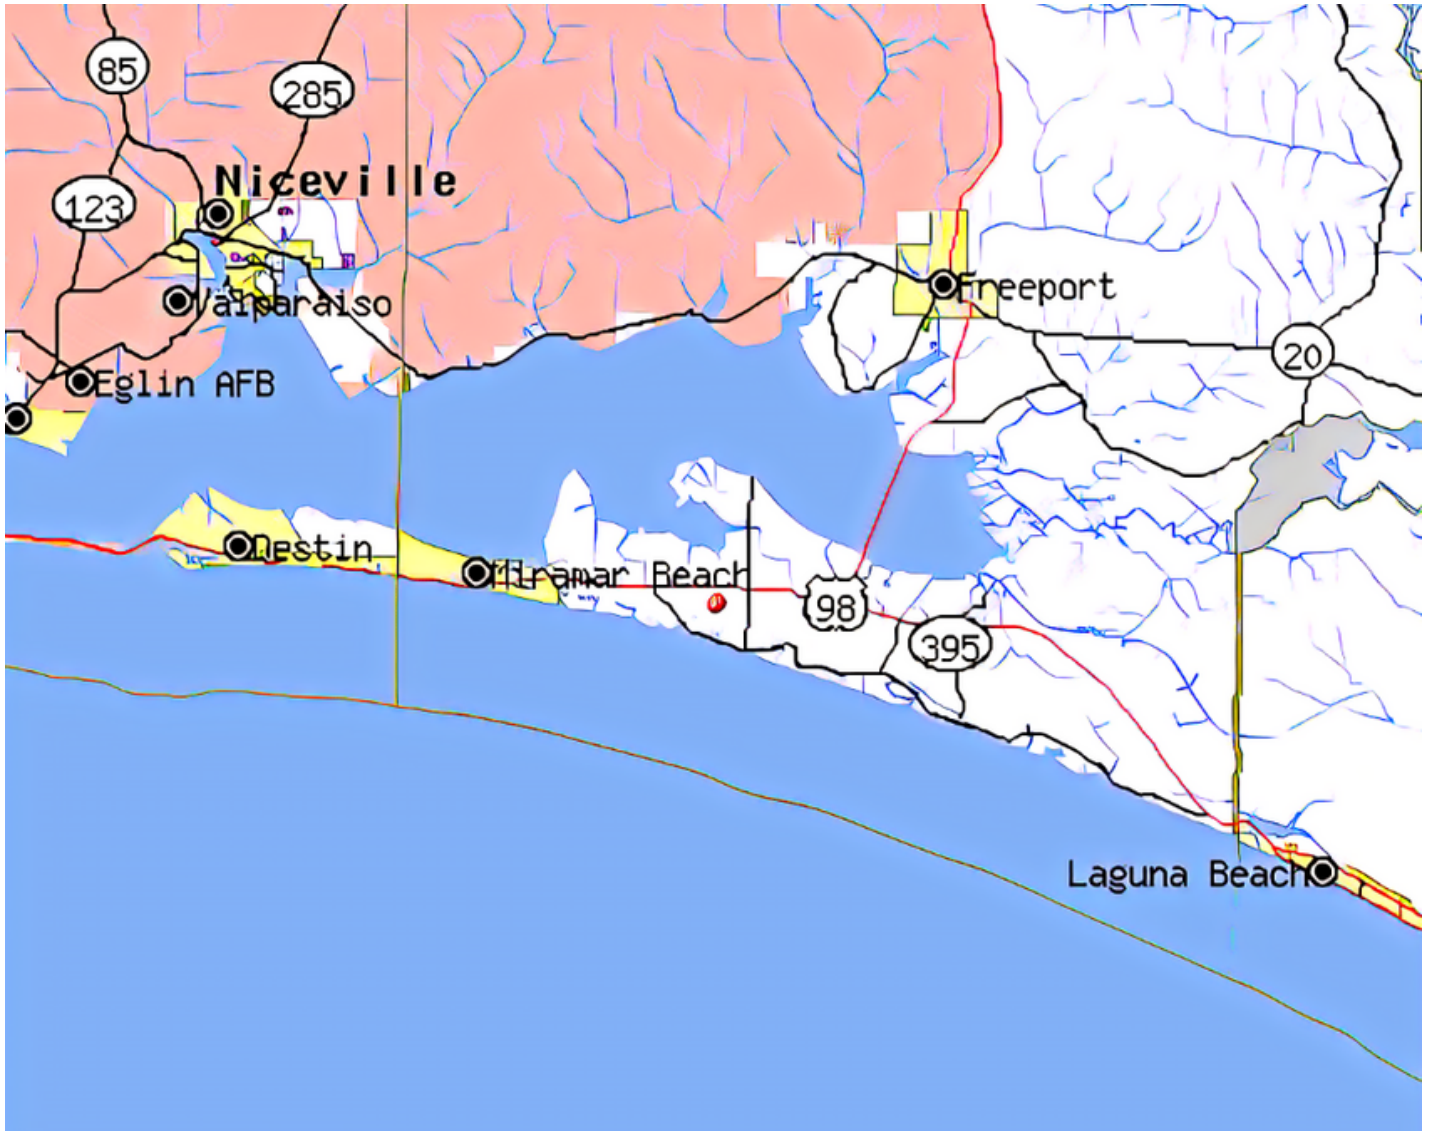 85
285
Niceville
123
Valparaiso
Freeport
20
Eglin AFB
Destin
Miramar Beach
98
395
Laguna Beach